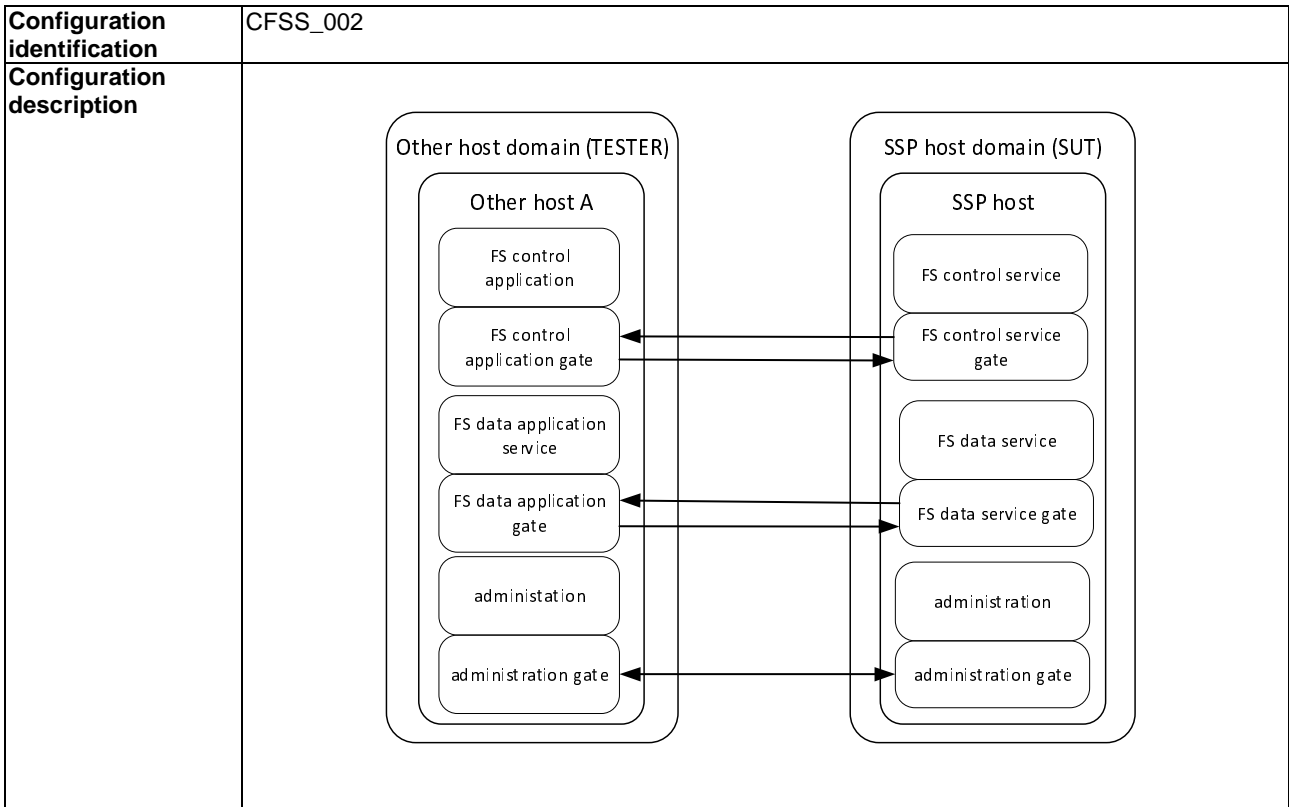 Configuration
identification
CFSS_002
Configuration
description
Other host domain (TESTER)
Other host A
FS control
application
FS control
application gate
FS data application
service
FS data application
gate
administation
administration gate
SSP host domain (SUT)
SSP host
FS control service
FS control service
gate
FS data service
FS data service gate
administration
administration gate